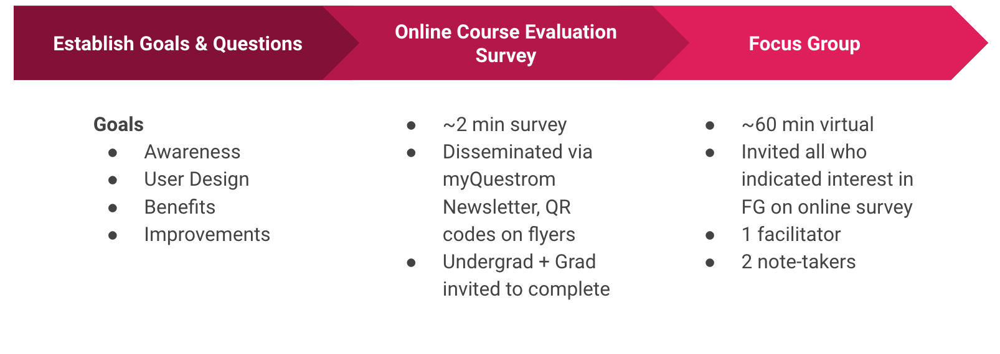 Establish Goals & Questions
Online Course Evaluation
Survey
Focus Group
Goals
● Awareness
● User Design
● Benefits
● Improvements
● ~2 min survey
● Disseminated via
myQuestrom
Newsletter, QR
codes on flyers
● Undergrad + Grad
invited to complete
● ~60 min virtual
● Invited all who
indicated interest in
FG on online survey
● 1 facilitator
● 2 note-takers